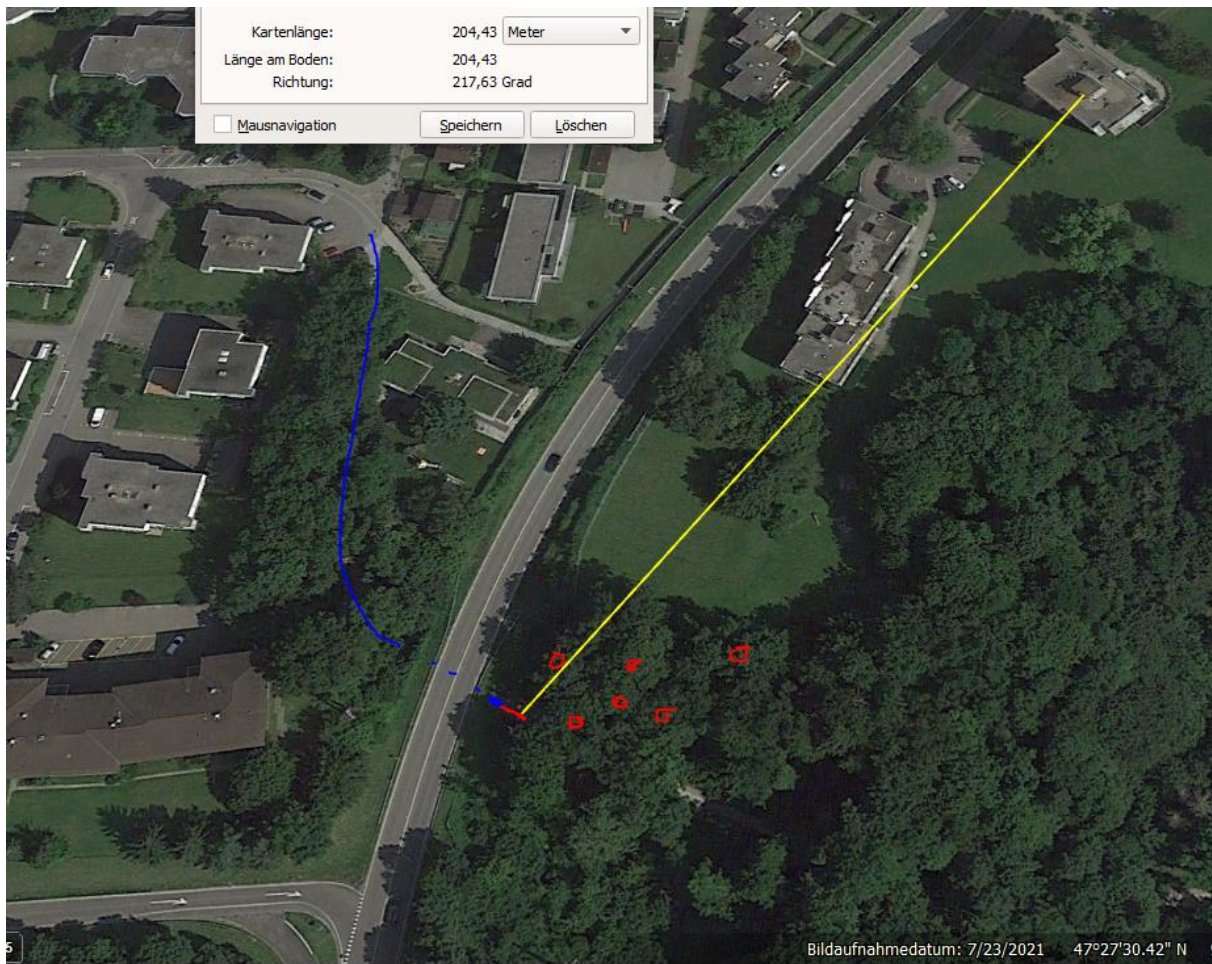 Kartenlänge: 204,43 Meter
Länge am Boden: 204,43
Richtung: 217,63 Grad
Mausnavigation Speichern Löschen
Bildaufnahmedatum: 7/23/2021 47°27'30.42" N